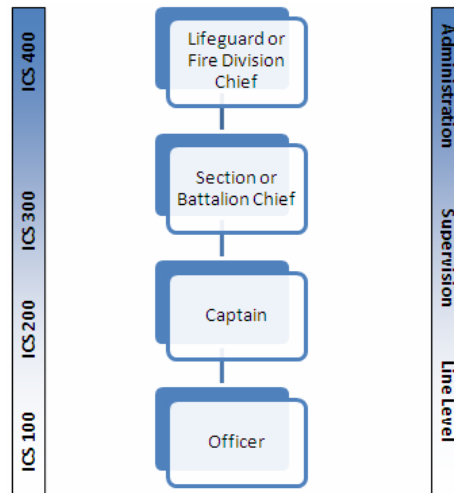 ICS 400
ICS 300
ICS 200
ICS 100
Lifeguard or
Fire Division
Chief
Section or
Battalion Chief
Captain
Officer
Administration
Supervision
Line Level